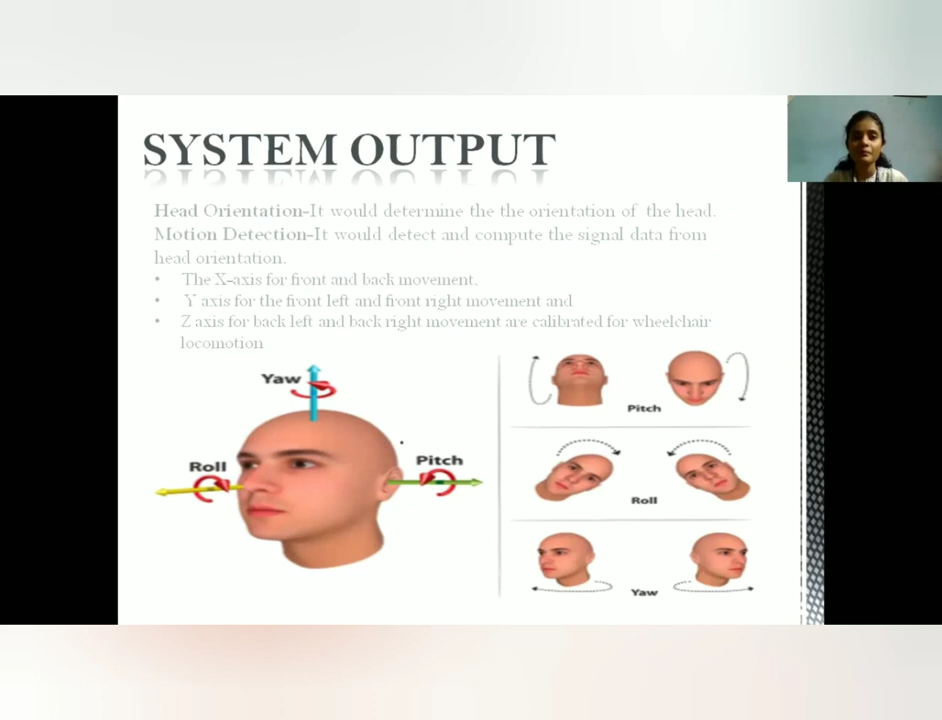 SYSTEM OUTPUT
Head Orientation-It would determine the the orientation of the head.
Motion Detection-It would detect and compute the signal data from
head orientation.
• The X-axis for front and back movement.
• Y axis for the front left and front right movement and
• Z axis for back left and back right movement are calibrated for wheelchair
locomotion
Yaw
Roll
Pitch
Pitch
Roll
Yaw